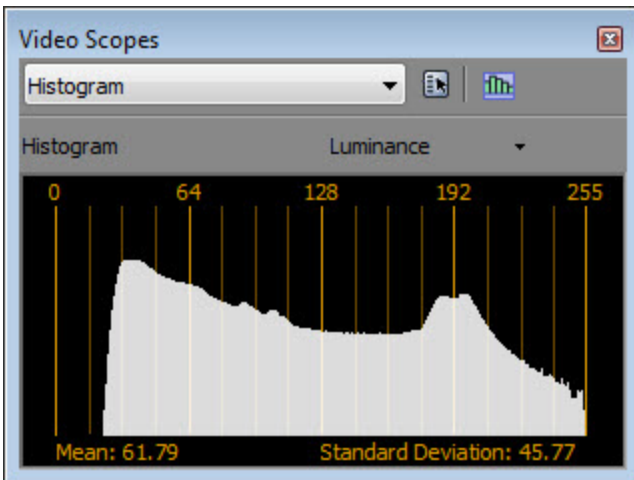 Video Scopes
Histogram
Histogram Luminance
0 64 128 192 255
Mean: 61.79 Standard Deviation: 45.77